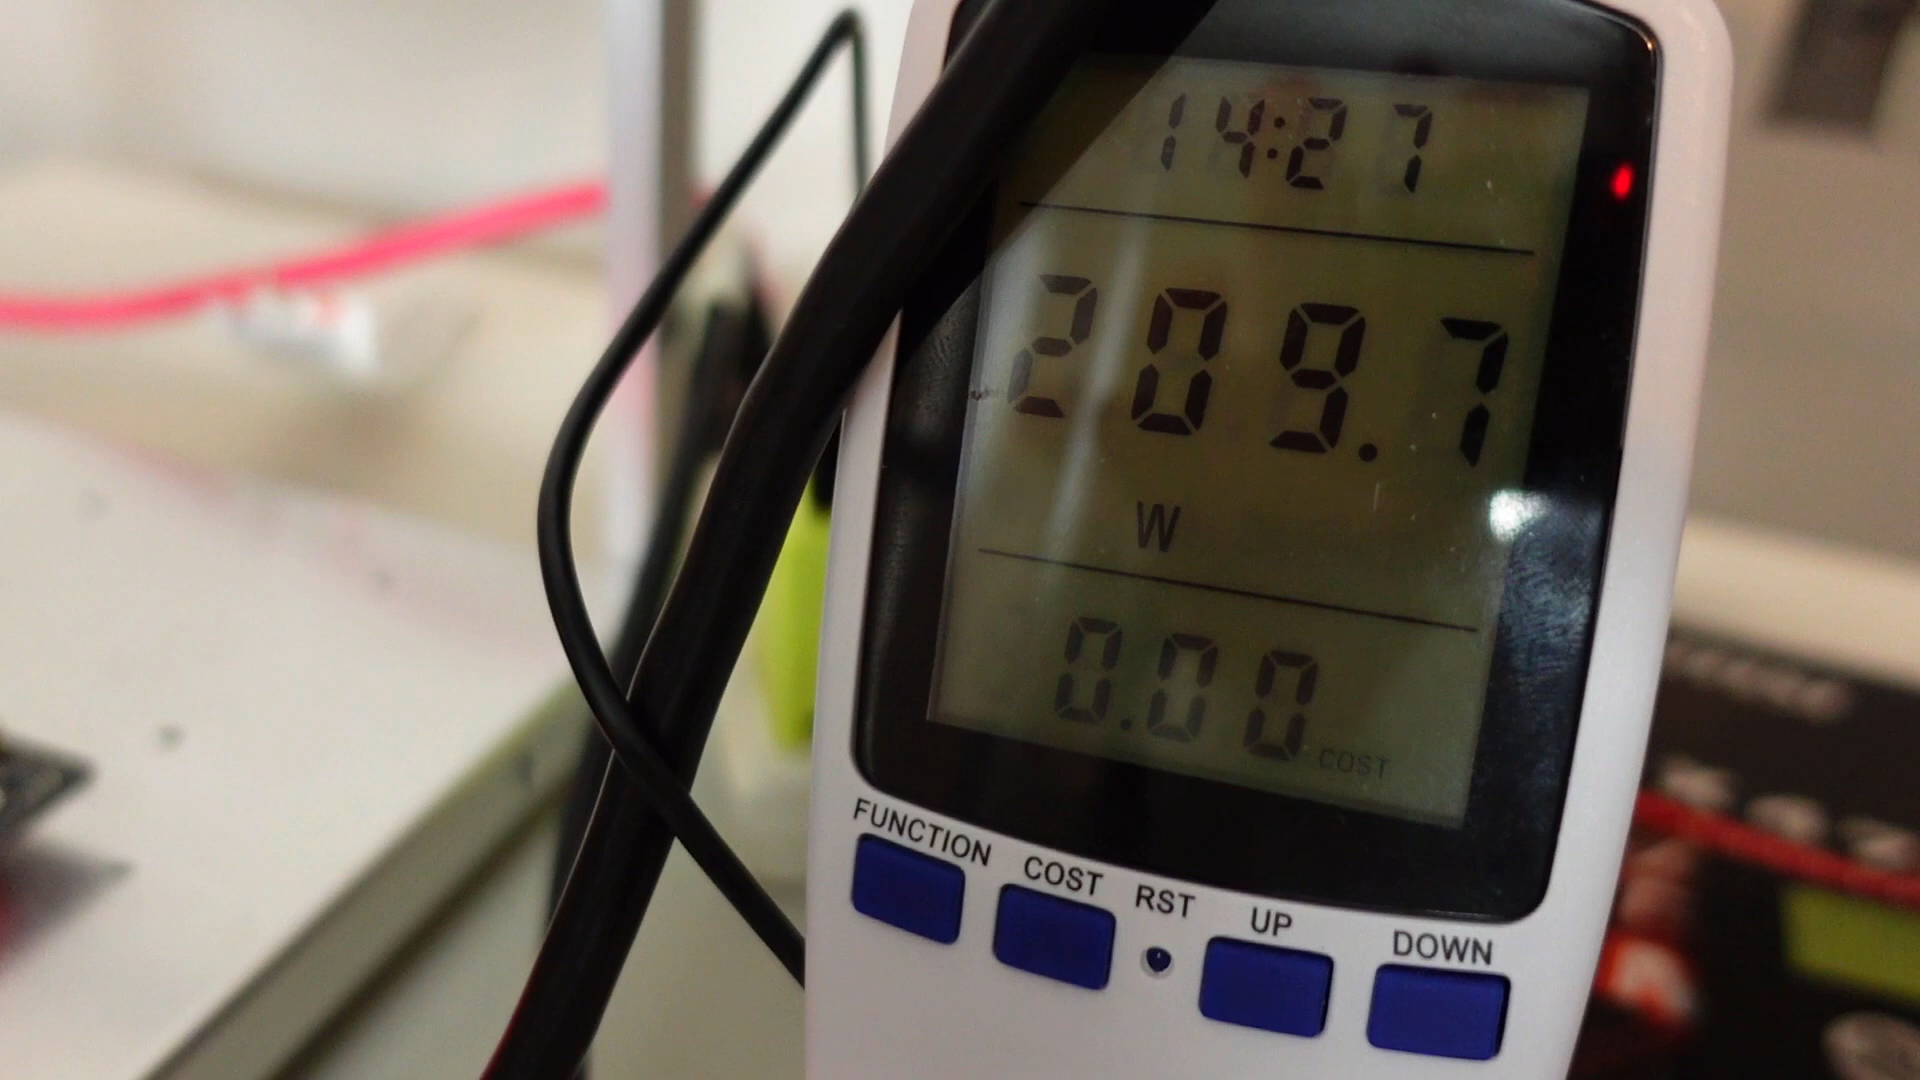 14:27
209.7
W
0.00 COST
FUNCTION COST RST UP DOWN